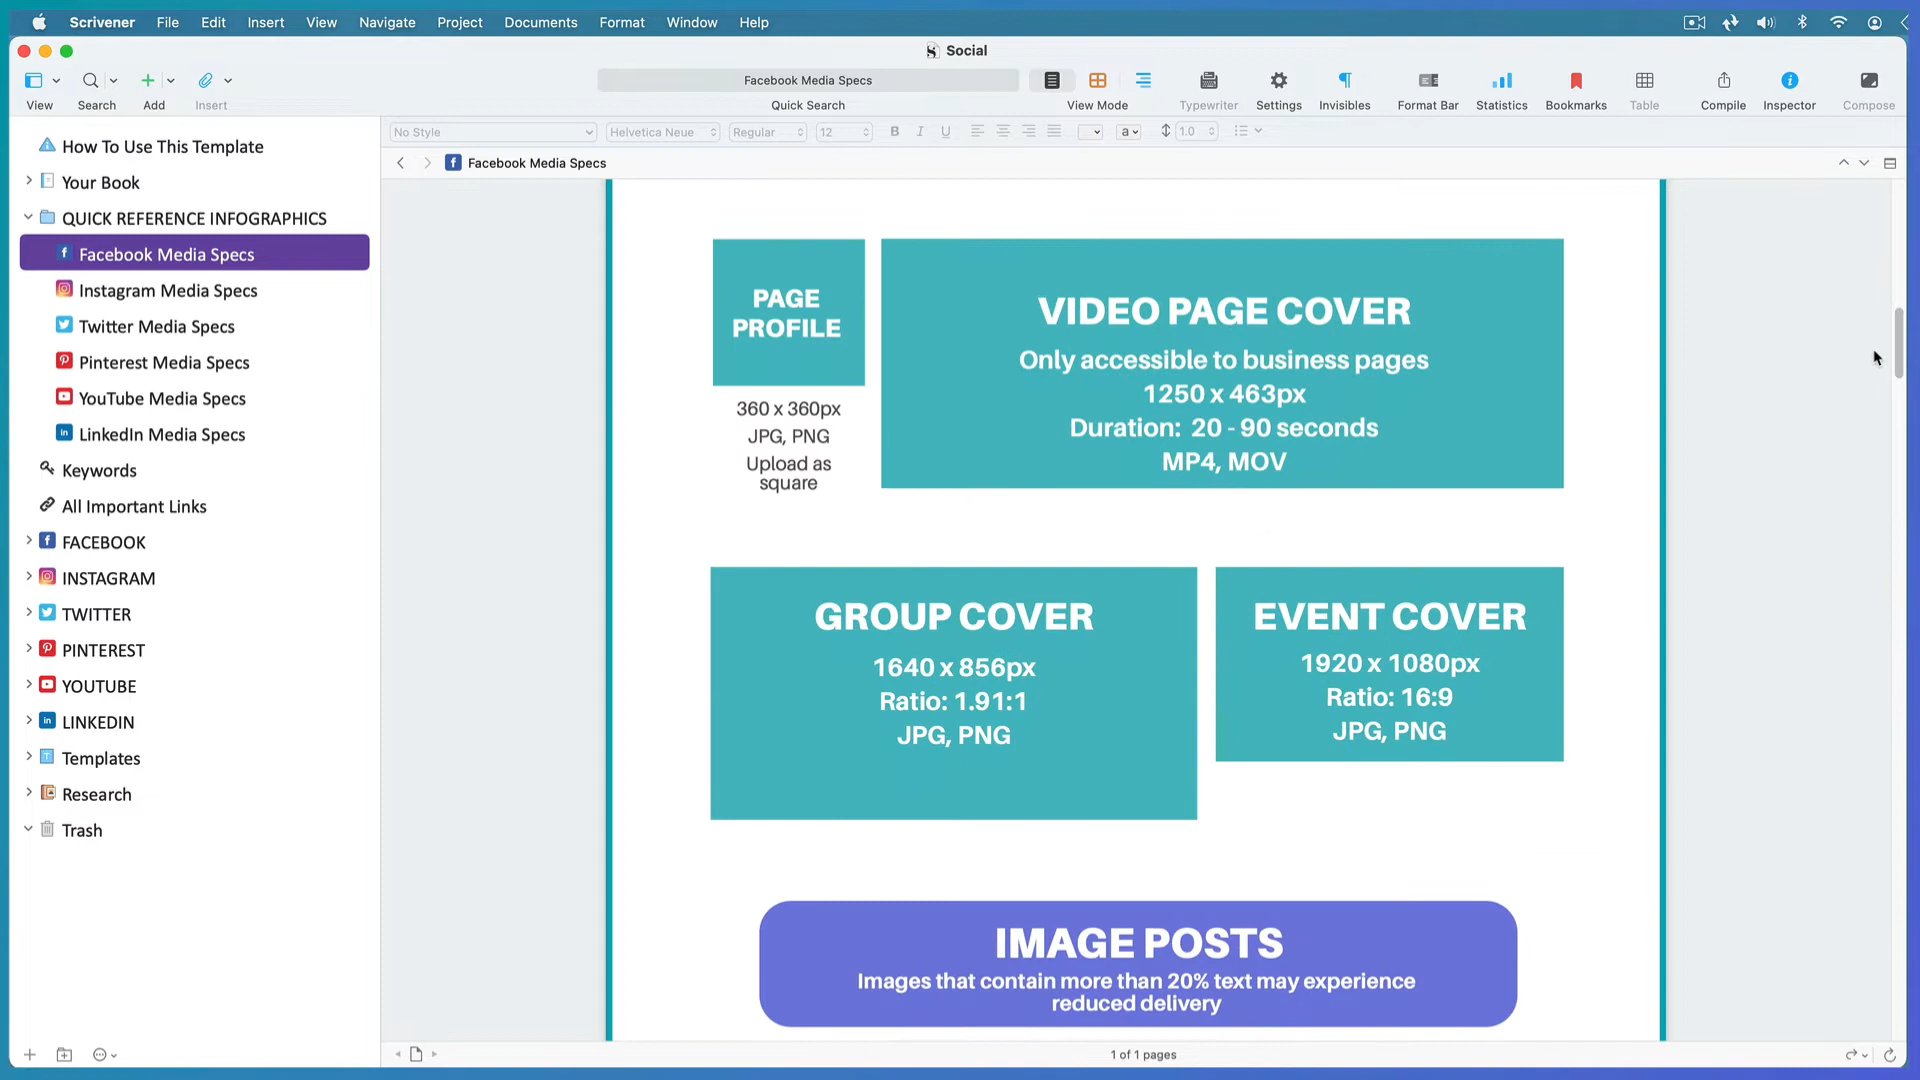 Scrivener File Edit Insert View Navigate Project Documents Format Window Help
Social
Facebook Media Specs
View Search Add Insert Quick Search View Mode Typewriter Settings Invisibles Format Bar Statistics Bookmarks Table Compile Inspector Compose
No Style Helvetica Neue Regular 12 B I U a 1.0
Facebook Media Specs
How To Use This Template
Your Book
QUICK REFERENCE INFOGRAPHICS
Facebook Media Specs
Instagram Media Specs
Twitter Media Specs
Pinterest Media Specs
YouTube Media Specs
LinkedIn Media Specs
Keywords
All Important Links
FACEBOOK
INSTAGRAM
TWITTER
PINTEREST
YOUTUBE
LINKEDIN
Templates
Research
Trash
PAGE
PROFILE
360 x 360px
JPG, PNG
Upload as
square
VIDEO PAGE COVER
Only accessible to business pages
1250 x 463px
Duration: 20 - 90 seconds
MP4, MOV
GROUP COVER
1640 x 856px
Ratio: 1.91:1
JPG, PNG
EVENT COVER
1920 x 1080px
Ratio: 16:9
JPG, PNG
IMAGE POSTS
Images that contain more than 20% text may experience
reduced delivery
1 of 1 pages